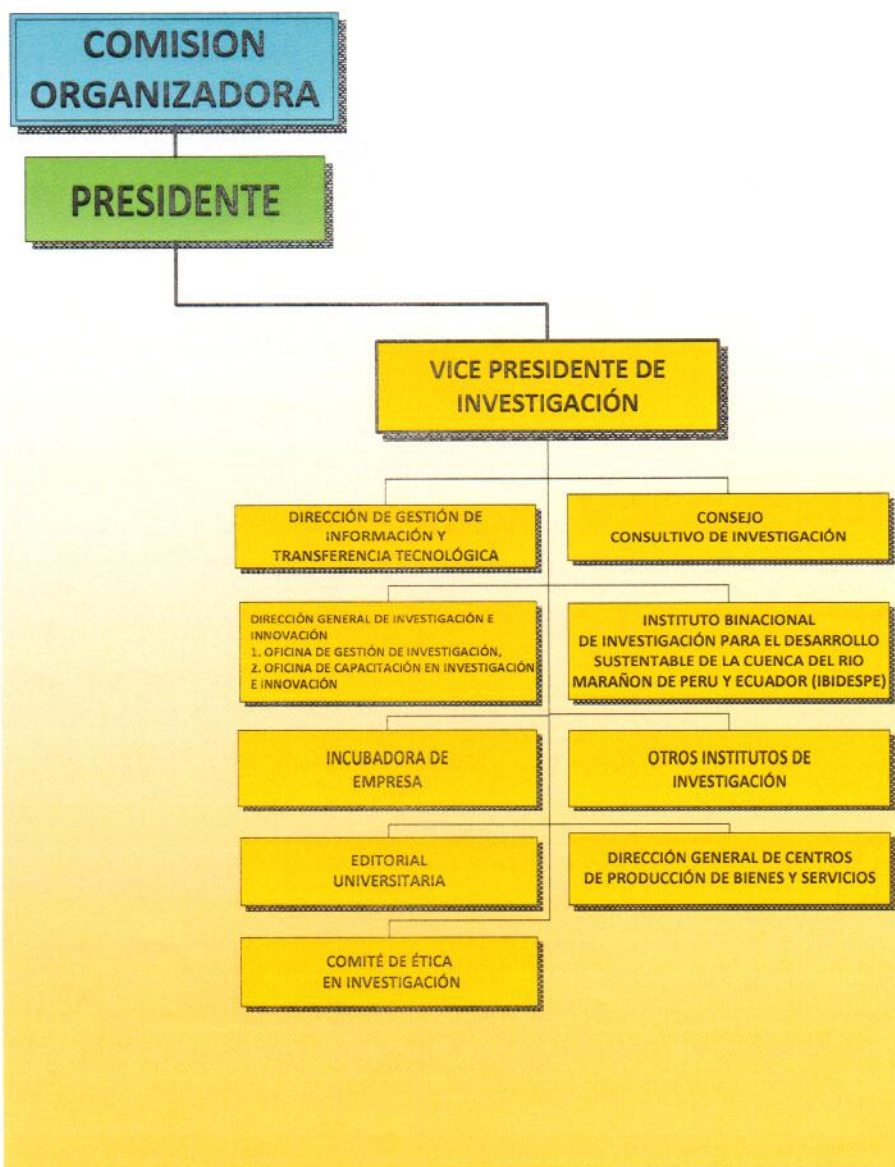 COMISION
ORGANIZADORA
PRESIDENTE
VICE PRESIDENTE DE
INVESTIGACIÓN
DIRECCIÓN DE GESTIÓN DE
INFORMACIÓN Y
TRANSFERENCIA TECNOLÓGICA
CONSEJO
CONSULTIVO DE INVESTIGACIÓN
DIRECCIÓN GENERAL DE INVESTIGACIÓN E
INNOVACIÓN
1. OFICINA DE GESTIÓN DE INVESTIGACIÓN,
2. OFICINA DE CAPACITACIÓN EN INVESTIGACIÓN
E INNOVACIÓN
INSTITUTO BINACIONAL
DE INVESTIGACIÓN PARA EL DESARROLLO
SUSTENTABLE DE LA CUENCA DEL RIO
MARAÑON DE PERU Y ECUADOR (IBIDESPE)
INCUBADORA DE
EMPRESA
OTROS INSTITUTOS DE
INVESTIGACIÓN
EDITORIAL
UNIVERSITARIA
DIRECCIÓN GENERAL DE CENTROS
DE PRODUCCIÓN DE BIENES Y SERVICIOS
COMITÉ DE ÉTICA
EN INVESTIGACIÓN